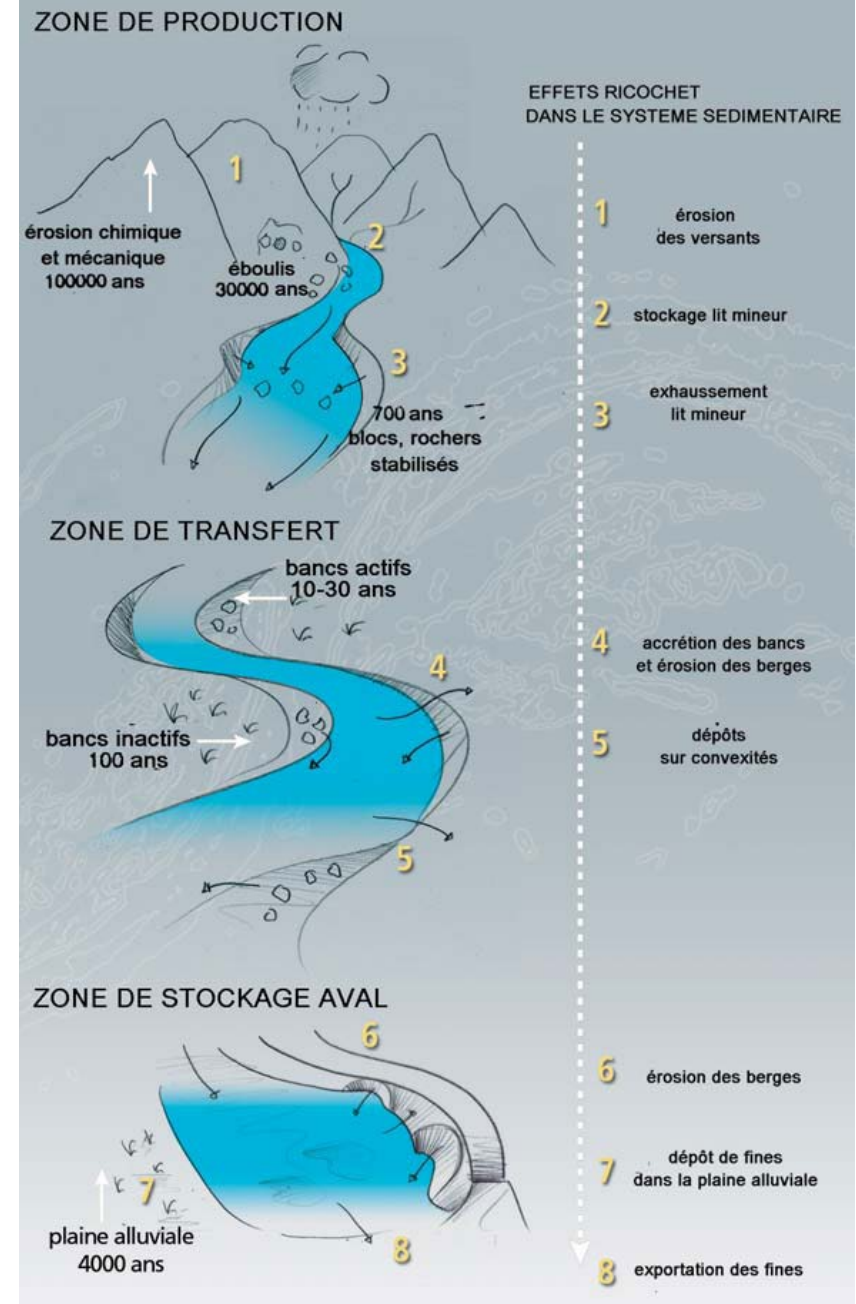 ZONE DE PRODUCTION
EFFETS RICOCHET
DANS LE SYSTEME SEDIMENTAIRE
1
érosion chimique
et mécanique
100000 ans
éboulis
30000 ans
2
3
700 ans
blocs, rochers
stabilisés
1
érosion
des versants
2
stockage lit mineur
3
exhaussement
lit mineur
ZONE DE TRANSFERT
bancs actifs
10-30 ans
4
bancs inactifs
100 ans
5
4
accrétion des bancs
et érosion des berges
5
dépôts
sur convexités
ZONE DE STOCKAGE AVAL
6
7
plaine alluviale
4000 ans
8
6
érosion des berges
7
dépôt de fines
dans la plaine alluviale
8
exportation des fines